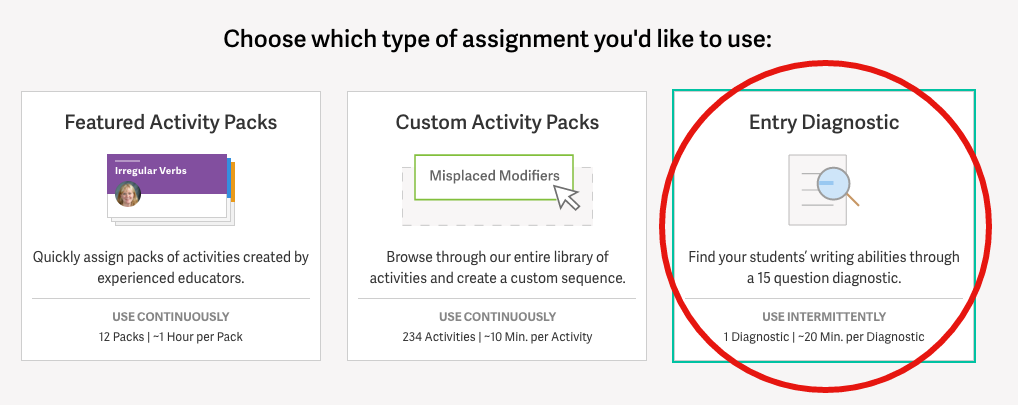 Choose which type of assignment you'd like to use:
Featured Activity Packs
Irregular Verbs
Quickly assign packs of activities created by
experienced educators.
USE CONTINUOUSLY
12 Packs | ~1 Hour per Pack
Custom Activity Packs
Misplaced Modifiers
Browse through our entire library of
activities and create a custom sequence.
USE CONTINUOUSLY
234 Activities | ~10 Min. per Activity
Entry Diagnostic
Find your students' writing abilities through
a 15 question diagnostic.
USE INTERMITTENTLY
1 Diagnostic | ~20 Min. per Diagnostic